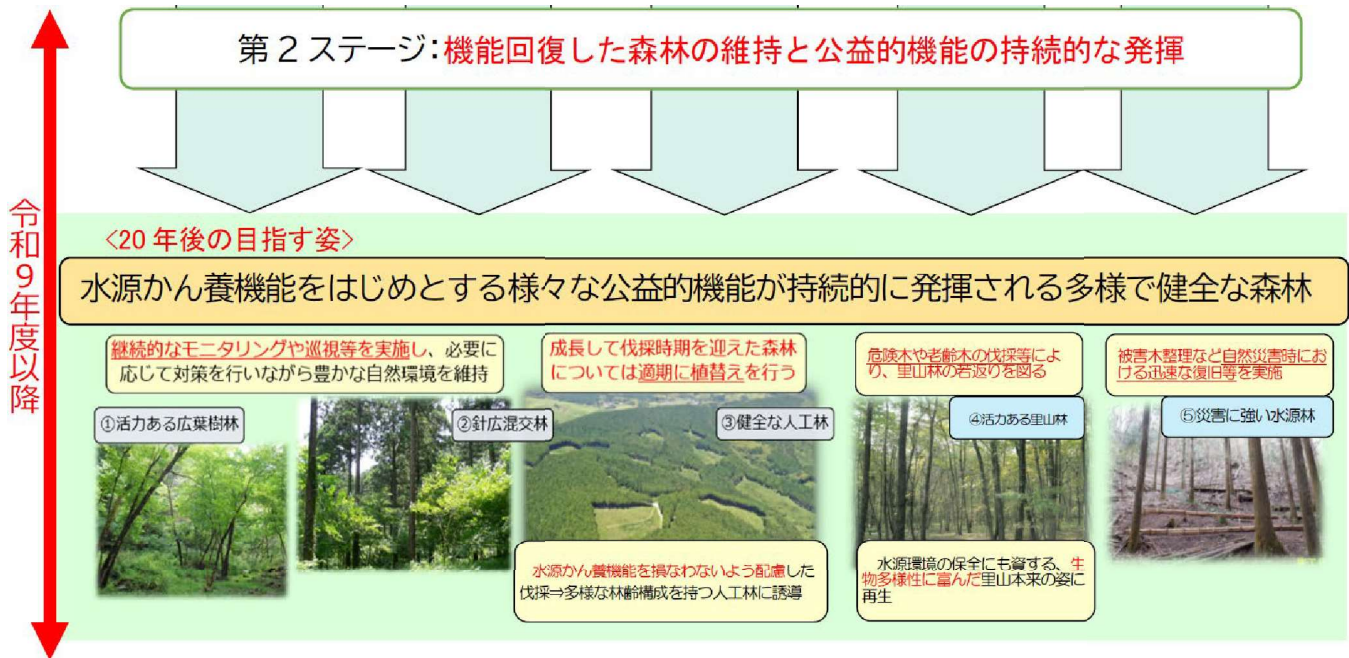 第2ステージ:機能回復した森林の維持と公益的機能の持続的な発揮
令和9年度以降
<20年後の目指す姿>
水源かん養機能をはじめとする様々な公益的機能が持続的に発揮される多様で健全な森林
継続的なモニタリングや巡視等を実施し、必要に
応じて対策を行いながら豊かな自然環境を維持
①活力ある広葉樹林
②針広混交林
成長して伐採時期を迎えた森林
については適期に植替えを行う
③健全な人工林
水源かん養機能を損なわないよう配慮した
伐採⇒多様な林齢構成を持つ人工林に誘導
危険木や老齢木の伐採等によ
り、里山林の若返りを図る
④活力ある里山林
水源環境の保全にも資する、生
物多様性に富んだ里山本来の姿に
再生
被害木整理など自然災害時にお
ける迅速な復旧等を実施
⑤災害に強い水源林